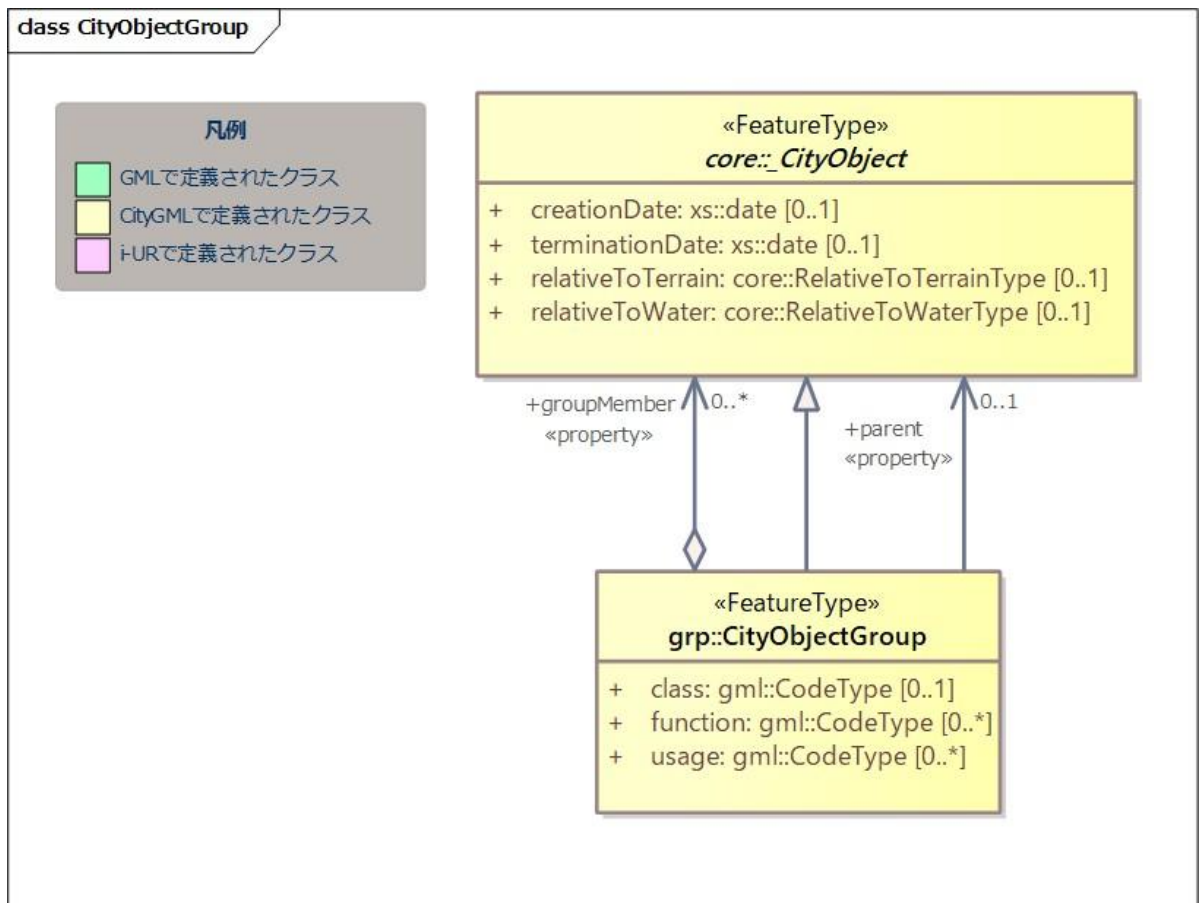 class CityObjectGroup
凡例
GMLで定義されたクラス
CityGMLで定義されたクラス
i-URで定義されたクラス
«FeatureType»
core::_CityObject
+ creationDate: xs::date [0..1]
+ terminationDate: xs::date [0..1]
+ relativeToTerrain: core::RelativeToTerrainType [0..1]
+ relativeToWater: core::RelativeToWaterType [0..1]
+groupMember 0..*
«property»
+parent
«property»
0..1
«FeatureType»
grp::CityObjectGroup
+ class: gml::CodeType [0..1]
+ function: gml::CodeType [0..*]
+ usage: gml::CodeType [0..*]